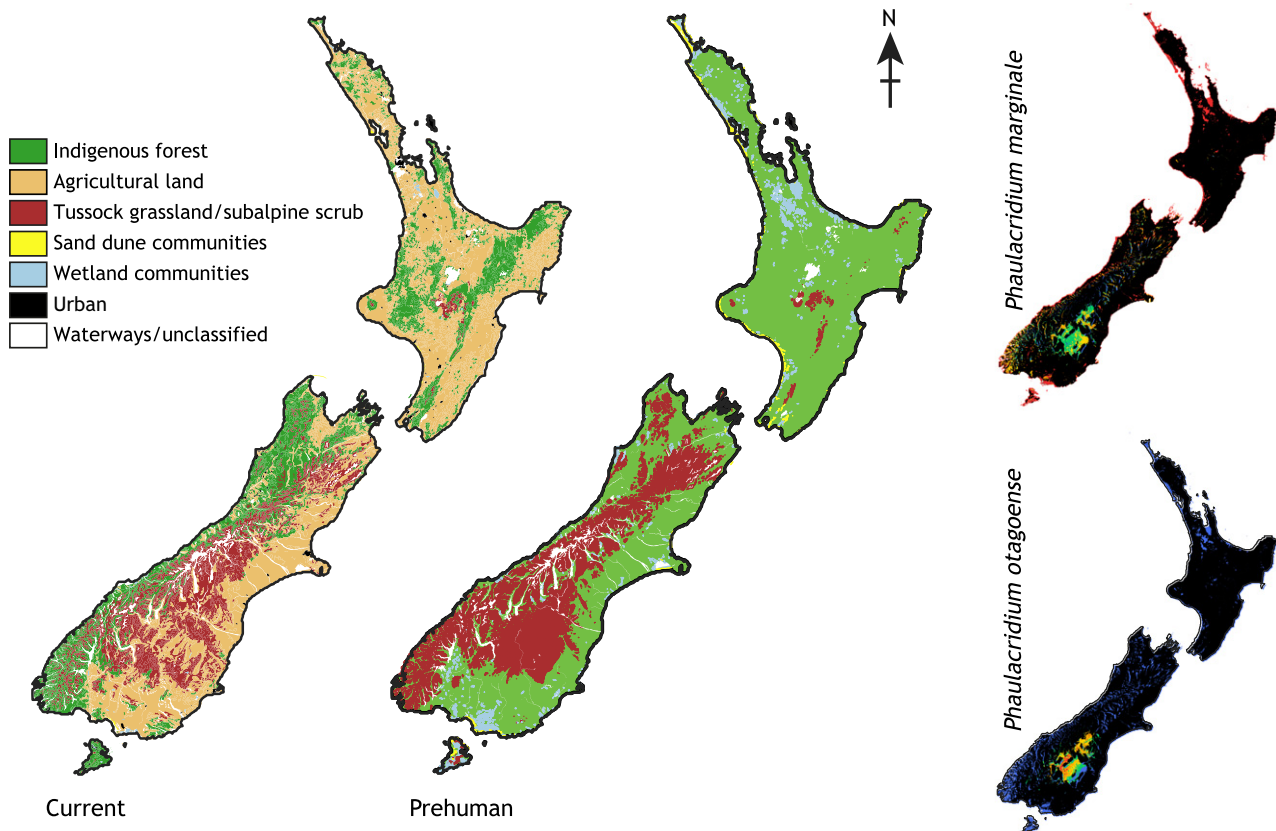 N
Indigenous forest
Agricultural land
Tussock grassland/subalpine scrub
Sand dune communities
Wetland communities
Urban
Waterways/unclassified
Current
Prehuman
Phaulacridium marginale
Phaulacridium otagoense